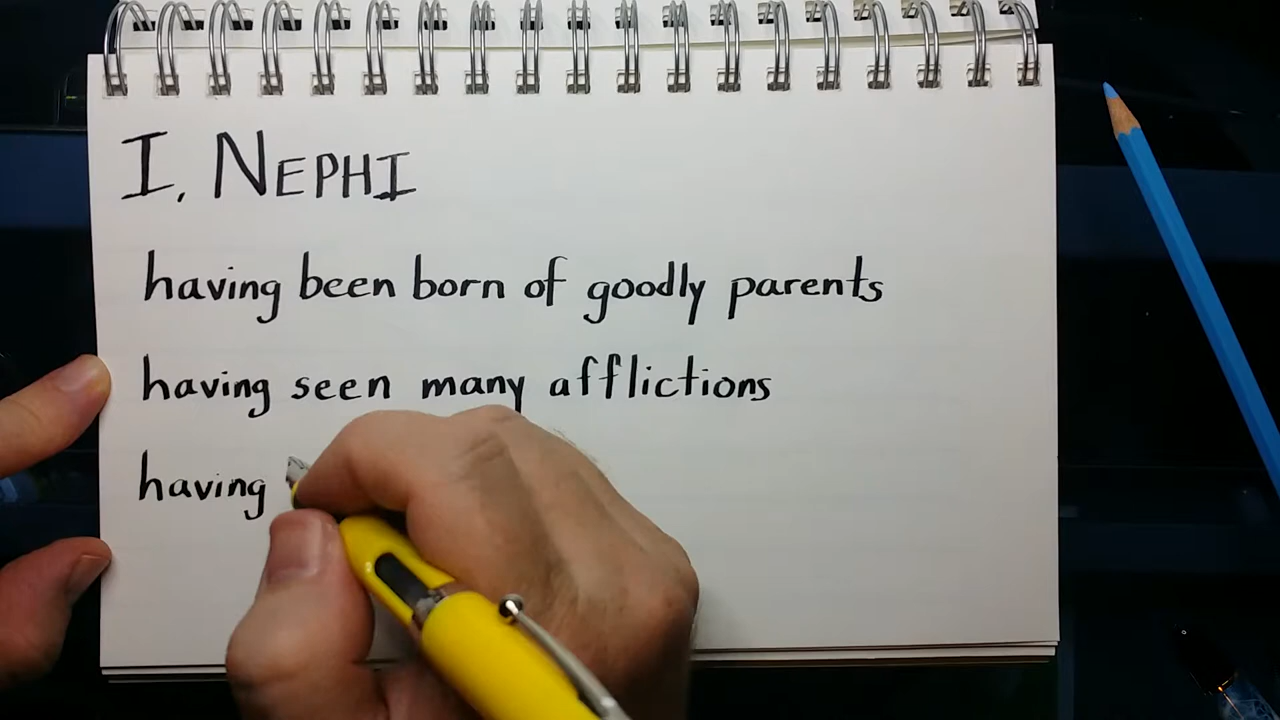 I, NEPHI
having been born of goodly parents
having seen many afflictions
having